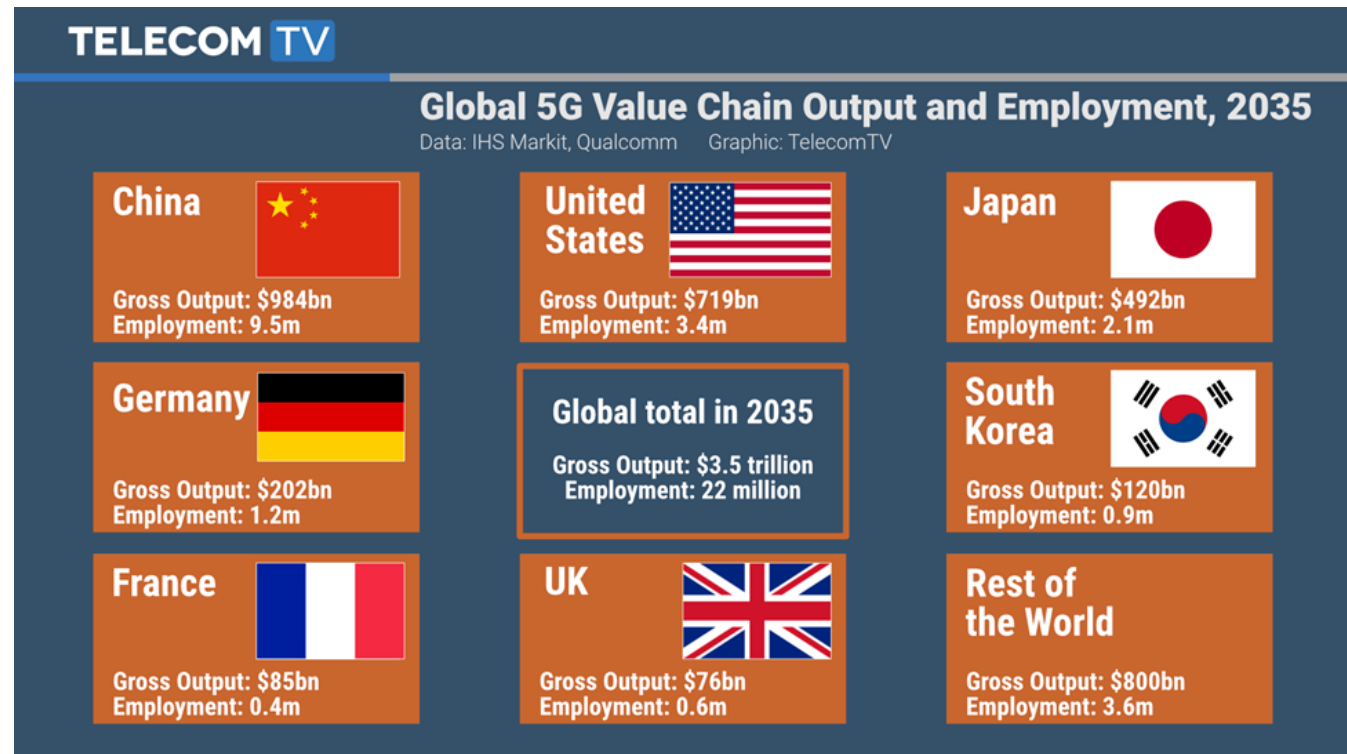 TELECOM TV
Global 5G Value Chain Output and Employment, 2035
Data: IHS Markit, Qualcomm Graphic: TelecomTV
China
Gross Output: $984bn
Employment: 9.5m
United
States
Gross Output: $719bn
Employment: 3.4m
Japan
Gross Output: $492bn
Employment: 2.1m
Germany
Gross Output: $202bn
Employment: 1.2m
Global total in 2035
Gross Output: $3.5 trillion
Employment: 22 million
South
Korea
Gross Output: $120bn
Employment: 0.9m
France
Gross Output: $85bn
Employment: 0.4m
UK
Gross Output: $76bn
Employment: 0.6m
Rest of
the World
Gross Output: $800bn
Employment: 3.6m